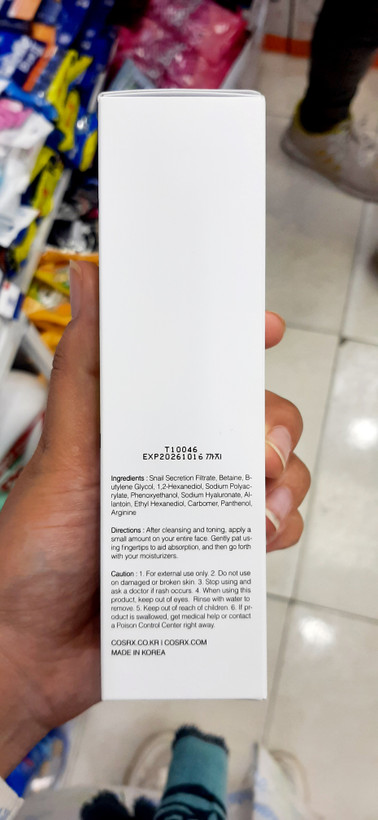 T10046
EXP20261016 까지
Ingredients : Snail Secretion Filtrate, Betaine, B-
utylene Glycol, 1,2-Hexanediol, Sodium Polyac-
rylate, Phenoxyethanol, Sodium Hyaluronate, Al-
lantoin, Ethyl Hexanediol, Carbomer, Panthenol,
Arginine
Directions : After cleansing and toning, apply a
small amount on your entire face. Gently pat us-
ing fingertips to aid absorption, and then go forth
with your moisturizers.
Caution : 1. For external use only. 2. Do not use
on damaged or broken skin. 3. Stop using and
ask a doctor if rash occurs. 4. When using this
product, keep out of eyes. Rinse with water to
remove. 5. Keep out of reach of children. 6. If pr-
oduct is swallowed, get medical help or contact
a Poison Control Center right away.
COSRX.CO.KR I COSRX.COM
MADE IN KOREA